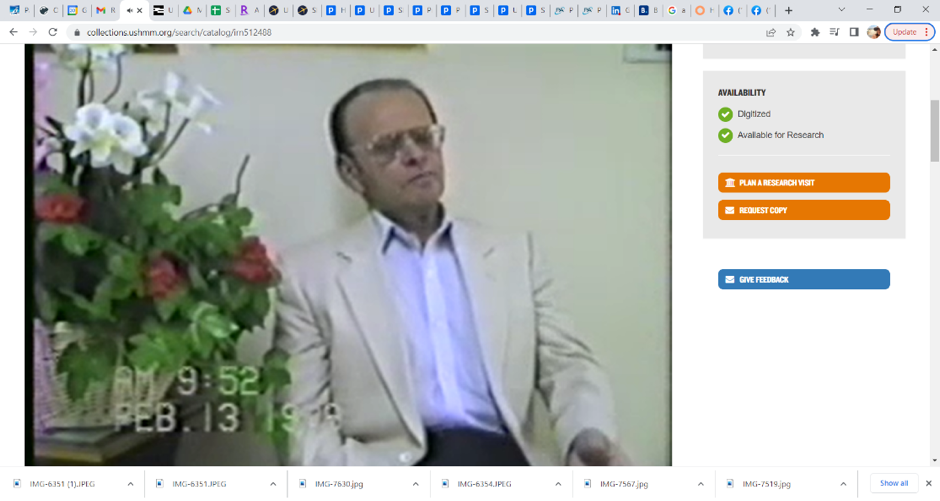 collections.ushmm.org/search/catalog/irn512488
Update
AVAILABILITY
Digitized
Available for Research
PLAN A RESEARCH VISIT
REQUEST COPY
GIVE FEEDBACK
AM 9:52
FEB. 13
IMG-6351 (1).JPEG
IMG-6351.JPEG
IMG-7630.jpg
IMG-6354.JPEG
IMG-7567.jpg
IMG-7519.jpg
Show all